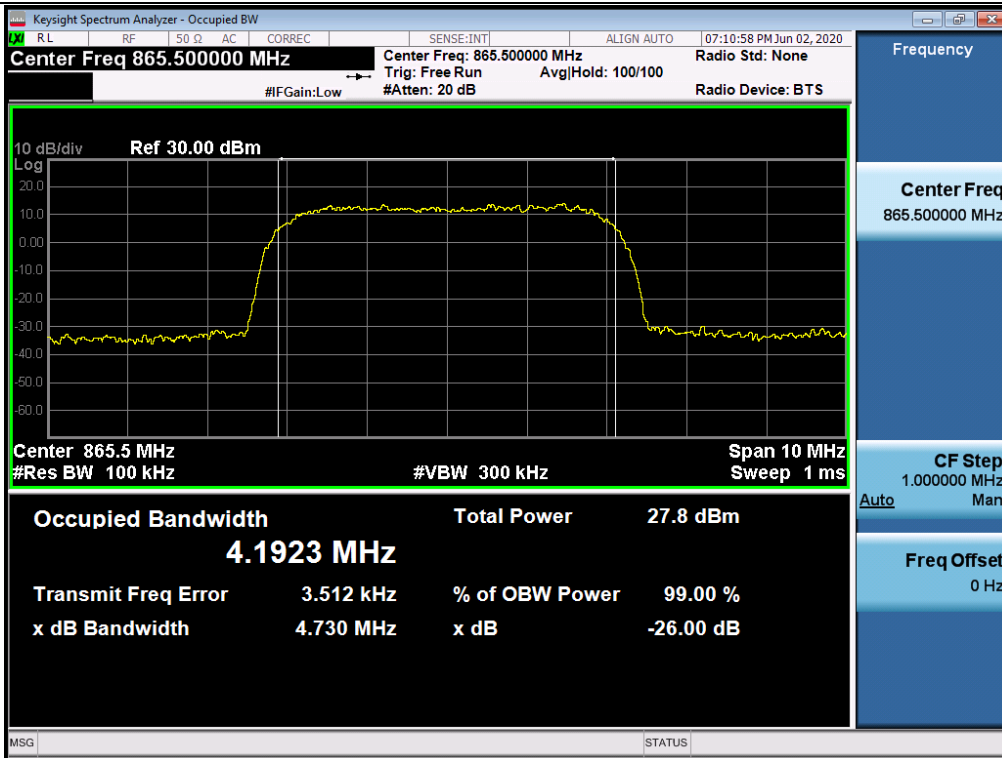 Keysight Spectrum Analyzer - Occupied BW
LXI RL RF 50 Ω AC CORREC SENSE:INT ALIGN AUTO 07:10:58 PM Jun 02, 2020
Center Freq 865.500000 MHz
Center Freq: 865.500000 MHz Radio Std: None
Trig: Free Run Avg|Hold: 100/100
#IFGain:Low #Atten: 20 dB Radio Device: BTS
10 dB/div Ref 30.00 dBm
Log
20.0
10.0
0.00
-10.0
-20.0
-30.0
-40.0
-50.0
-60.0
Center 865.5 MHz Span 10 MHz
#Res BW 100 kHz #VBW 300 kHz Sweep 1 ms
Occupied Bandwidth Total Power 27.8 dBm
4.1923 MHz
Transmit Freq Error 3.512 kHz % of OBW Power 99.00 %
x dB Bandwidth 4.730 MHz x dB -26.00 dB
Frequency
Center Freq
865.500000 MHz
CF Step
1.000000 MHz
Auto Man
Freq Offset
0 Hz
MSG STATUS